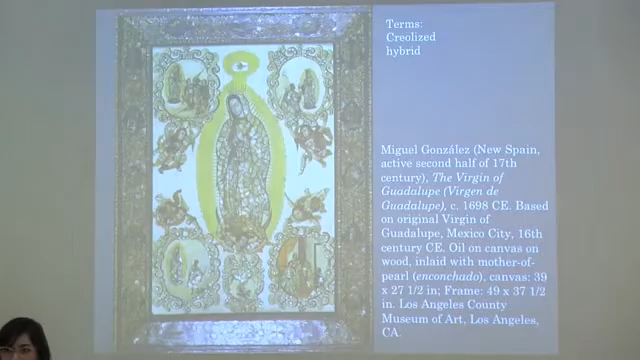 Terms:
Creolized
hybrid
Miguel González (New Spain,
active second half of 17th
century), The Virgin of
Guadalupe (Virgen de
Guadalupe), c. 1698 CE. Based
on original Virgin of
Guadalupe, Mexico City, 16th
century CE. Oil on canvas on
wood, inlaid with mother-of-
pearl (enconchado), canvas: 39
x 27 1/2 in; Frame: 49 x 37 1/2
in. Los Angeles County
Museum of Art, Los Angeles,
CA.